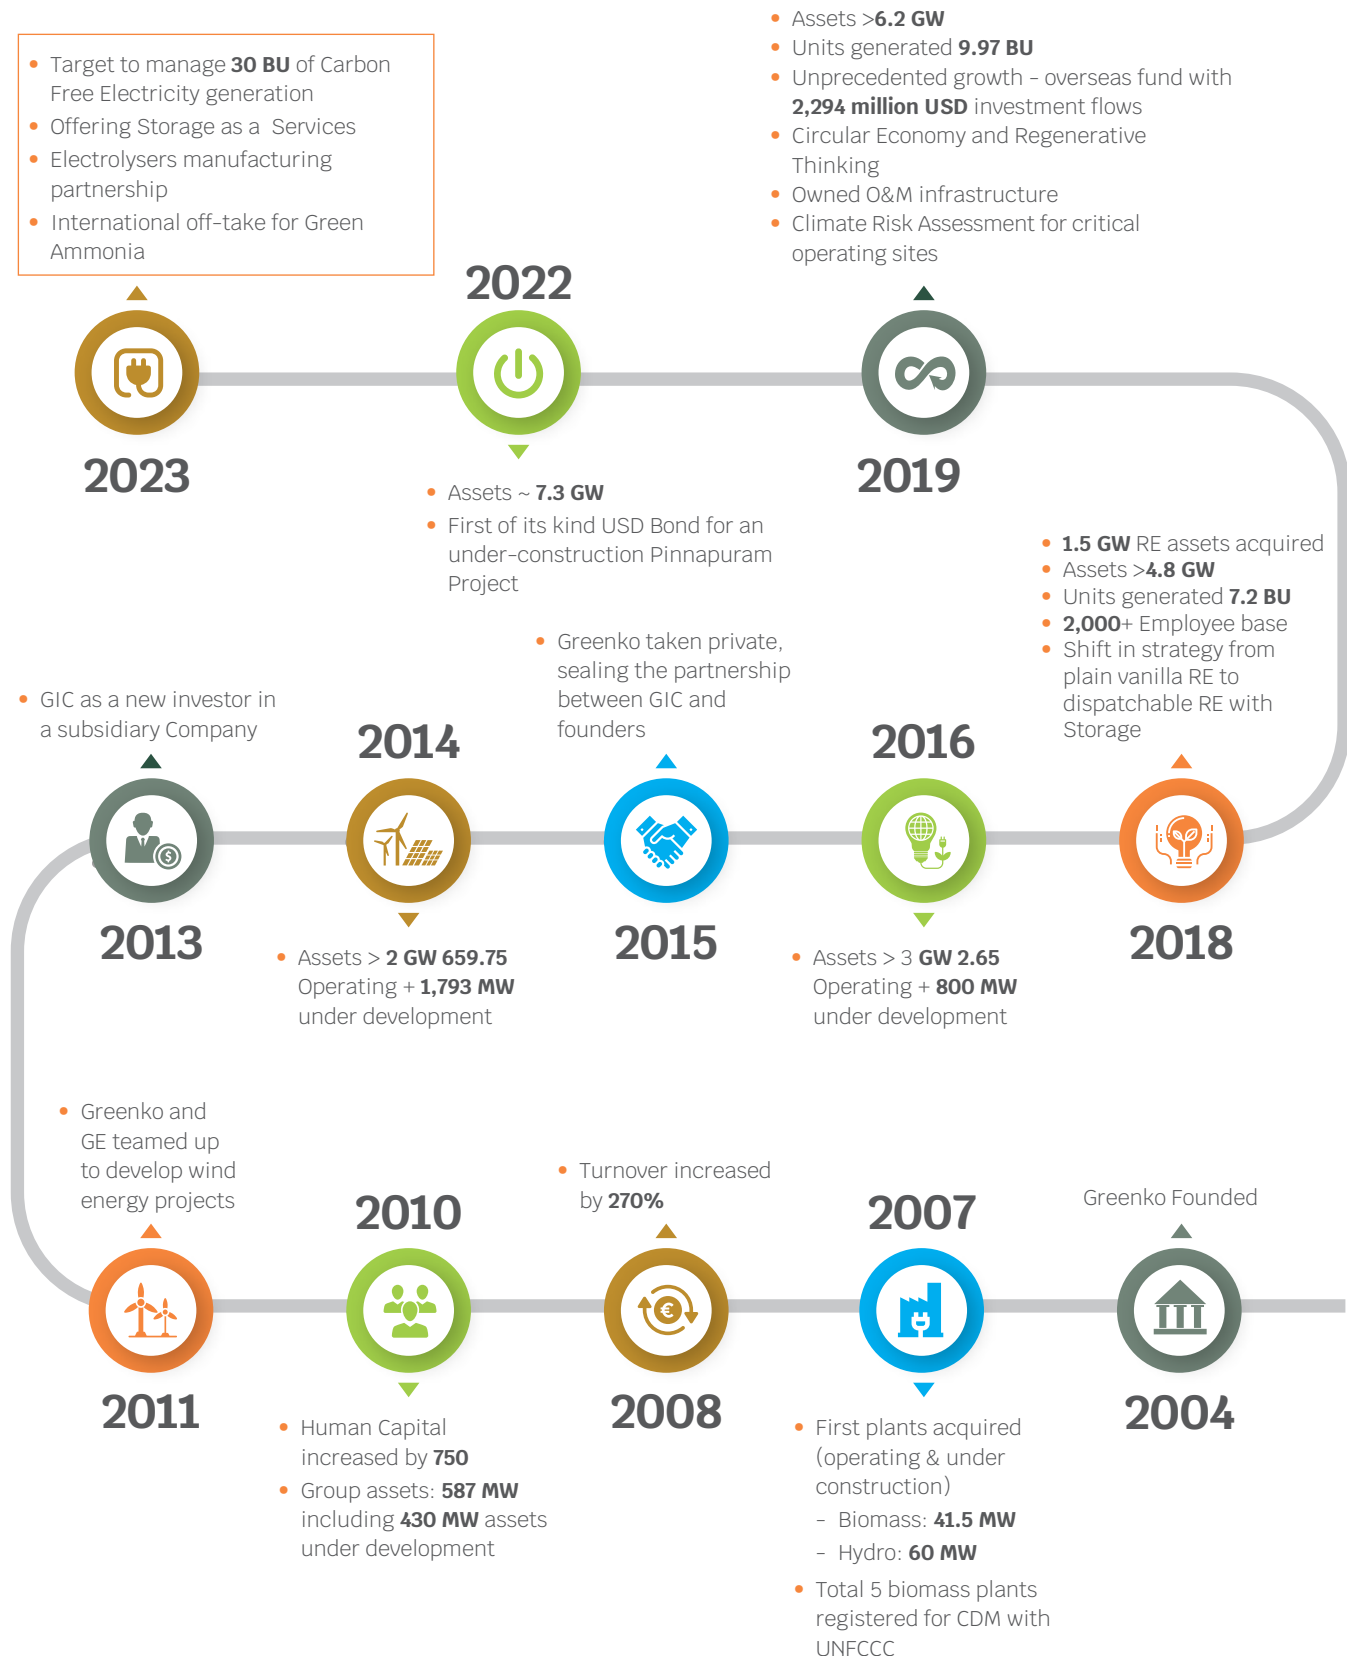 • Target to manage 30 BU of Carbon
Free Electricity generation
• Offering Storage as a Services
• Electrolysers manufacturing
partnership
• International off-take for Green
Ammonia
2023
2022
• Assets ~ 7.3 GW
• First of its kind USD Bond for an
under-construction Pinnapuram
Project
• Assets >6.2 GW
• Units generated 9.97 BU
• Unprecedented growth - overseas fund with
2,294 million USD investment flows
• Circular Economy and Regenerative
Thinking
• Owned O&M infrastructure
• Climate Risk Assessment for critical
operating sites
2019
• GIC as a new investor in
a subsidiary Company
2013
2014
• Assets > 2 GW 659.75
Operating + 1,793 MW
under development
• Greenko taken private,
sealing the partnership
between GIC and
founders
2015
2016
• Assets > 3 GW 2.65
Operating + 800 MW
under development
• 1.5 GW RE assets acquired
• Assets >4.8 GW
• Units generated 7.2 BU
• 2,000+ Employee base
• Shift in strategy from
plain vanilla RE to
dispatchable RE with
Storage
2018
• Greenko and
GE teamed up
to develop wind
energy projects
2011
2010
• Human Capital
increased by 750
• Group assets: 587 MW
including 430 MW assets
under development
• Turnover increased
by 270%
€
2008
2007
• First plants acquired
(operating & under
construction)
- Biomass: 41.5 MW
- Hydro: 60 MW
• Total 5 biomass plants
registered for CDM with
UNFCCC
Greenko Founded
2004